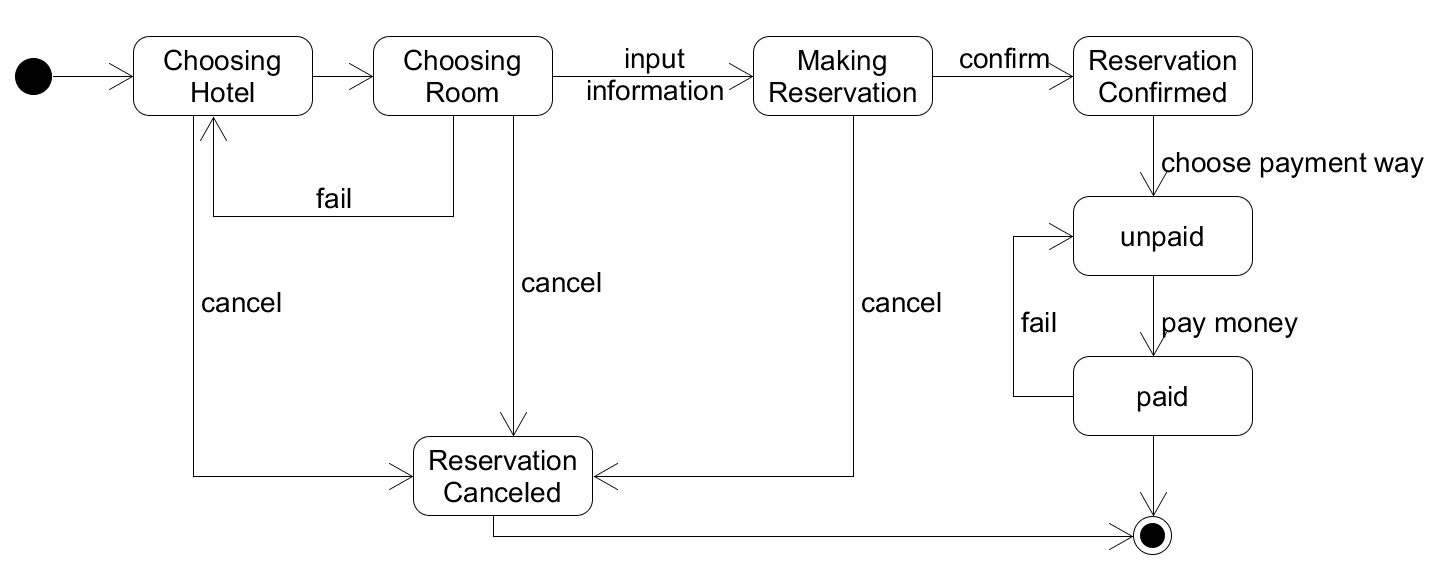 Choosing
Hotel
Choosing
Room
input
information
Making
Reservation
confirm
Reservation
Confirmed
choose payment way
fail
unpaid
cancel
cancel
cancel
fail
pay money
paid
Reservation
Canceled